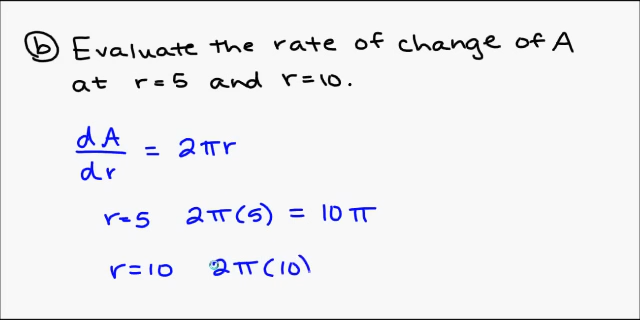 ⓑ Evaluate the rate of change of A
at r=5 and r=10.
dA/dr = 2πr
r=5 2π(5) = 10π
r=10 2π(10)